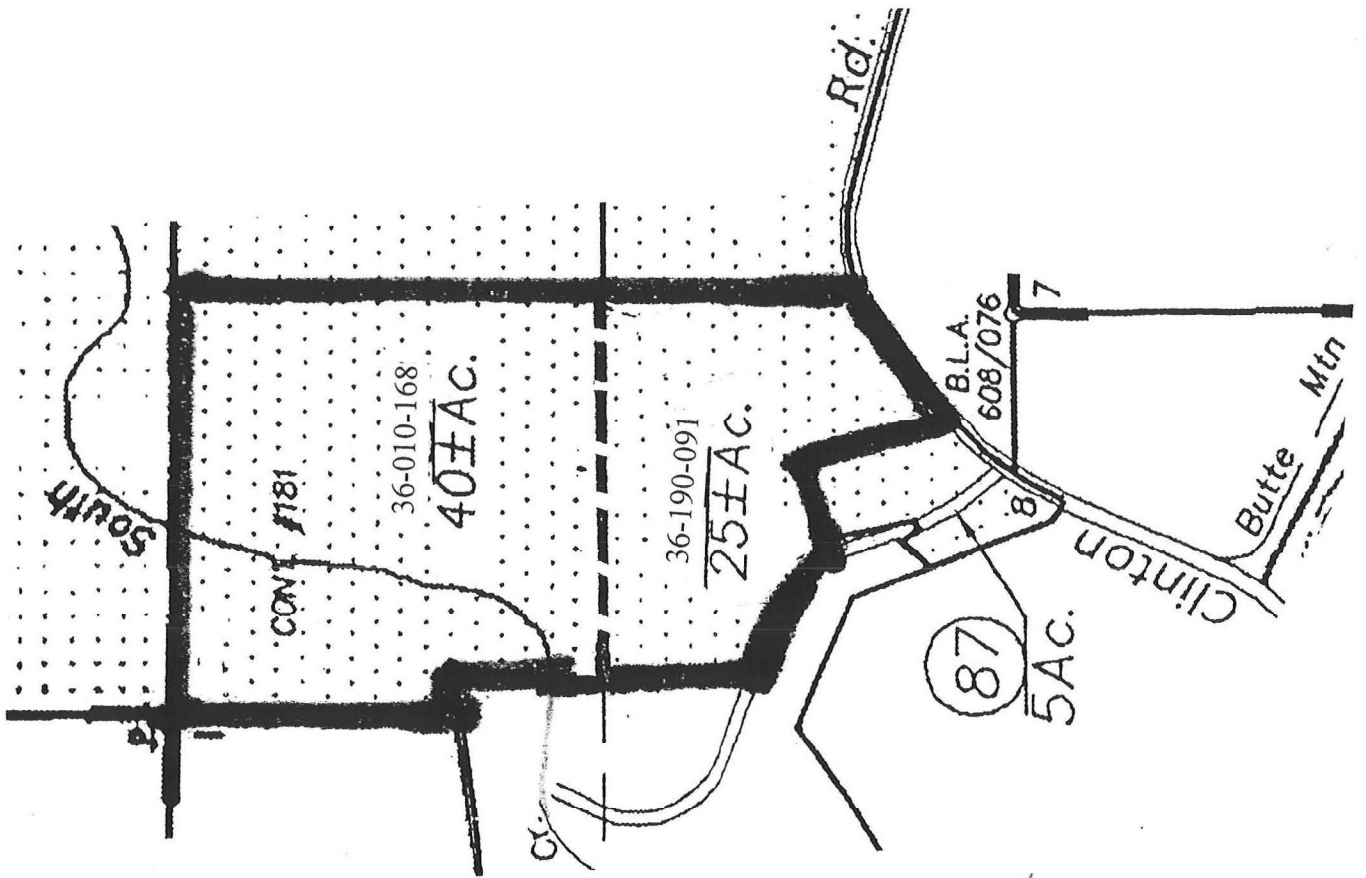 South
CONT #181
36-010-168
40±Ac.
36-190-091
25±Ac.
Rd.
B.L.A.
608/076
7
8
87
5Ac.
Clinton
Butte Mtn
Cr.